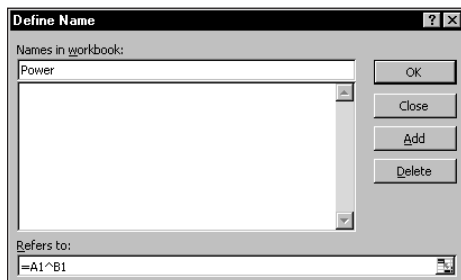 Define Name
Names in workbook:
Power
OK
Close
Add
Delete
Refers to:
=A1^B1